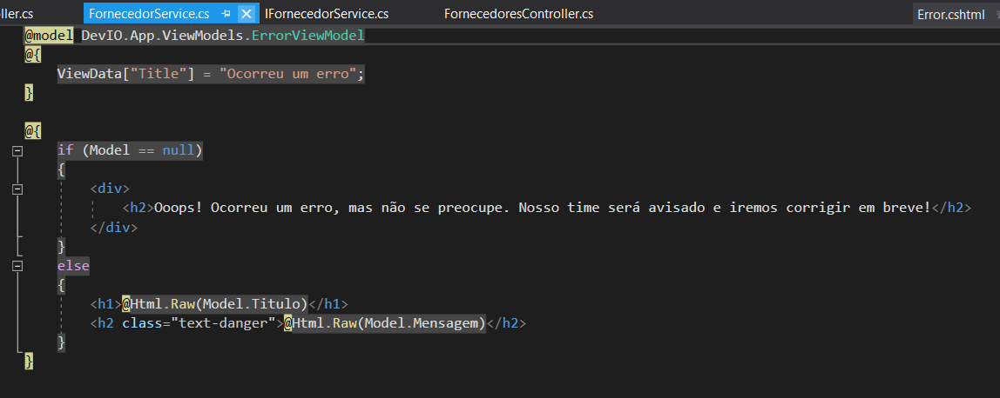 ller.cs FornecedorService.cs IFornecedorService.cs FornecedoresController.cs Error.cshtml
@model DevIO.App.ViewModels.ErrorViewModel
@{
    ViewData["Title"] = "Ocorreu um erro";
}
@{
    if (Model == null)
    {
        <div>
            <h2>Ooops! Ocorreu um erro, mas não se preocupe. Nosso time será avisado e iremos corrigir em breve!</h2>
        </div>
    }
    else
    {
        <h1>@Html.Raw(Model.Titulo)</h1>
        <h2 class="text-danger">@Html.Raw(Model.Mensagem)</h2>
    }
}